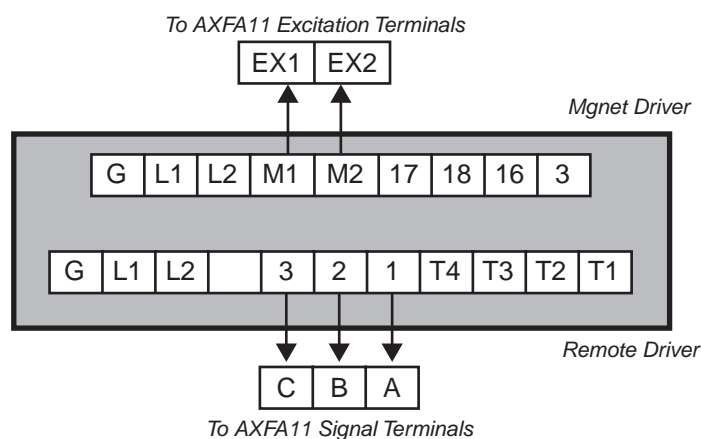 To AXFA11 Excitation Terminals
EX1 EX2
Mgnet Driver
G L1 L2 M1 M2 17 18 16 3
G L1 L2 3 2 1 T4 T3 T2 T1
Remote Driver
C B A
To AXFA11 Signal Terminals